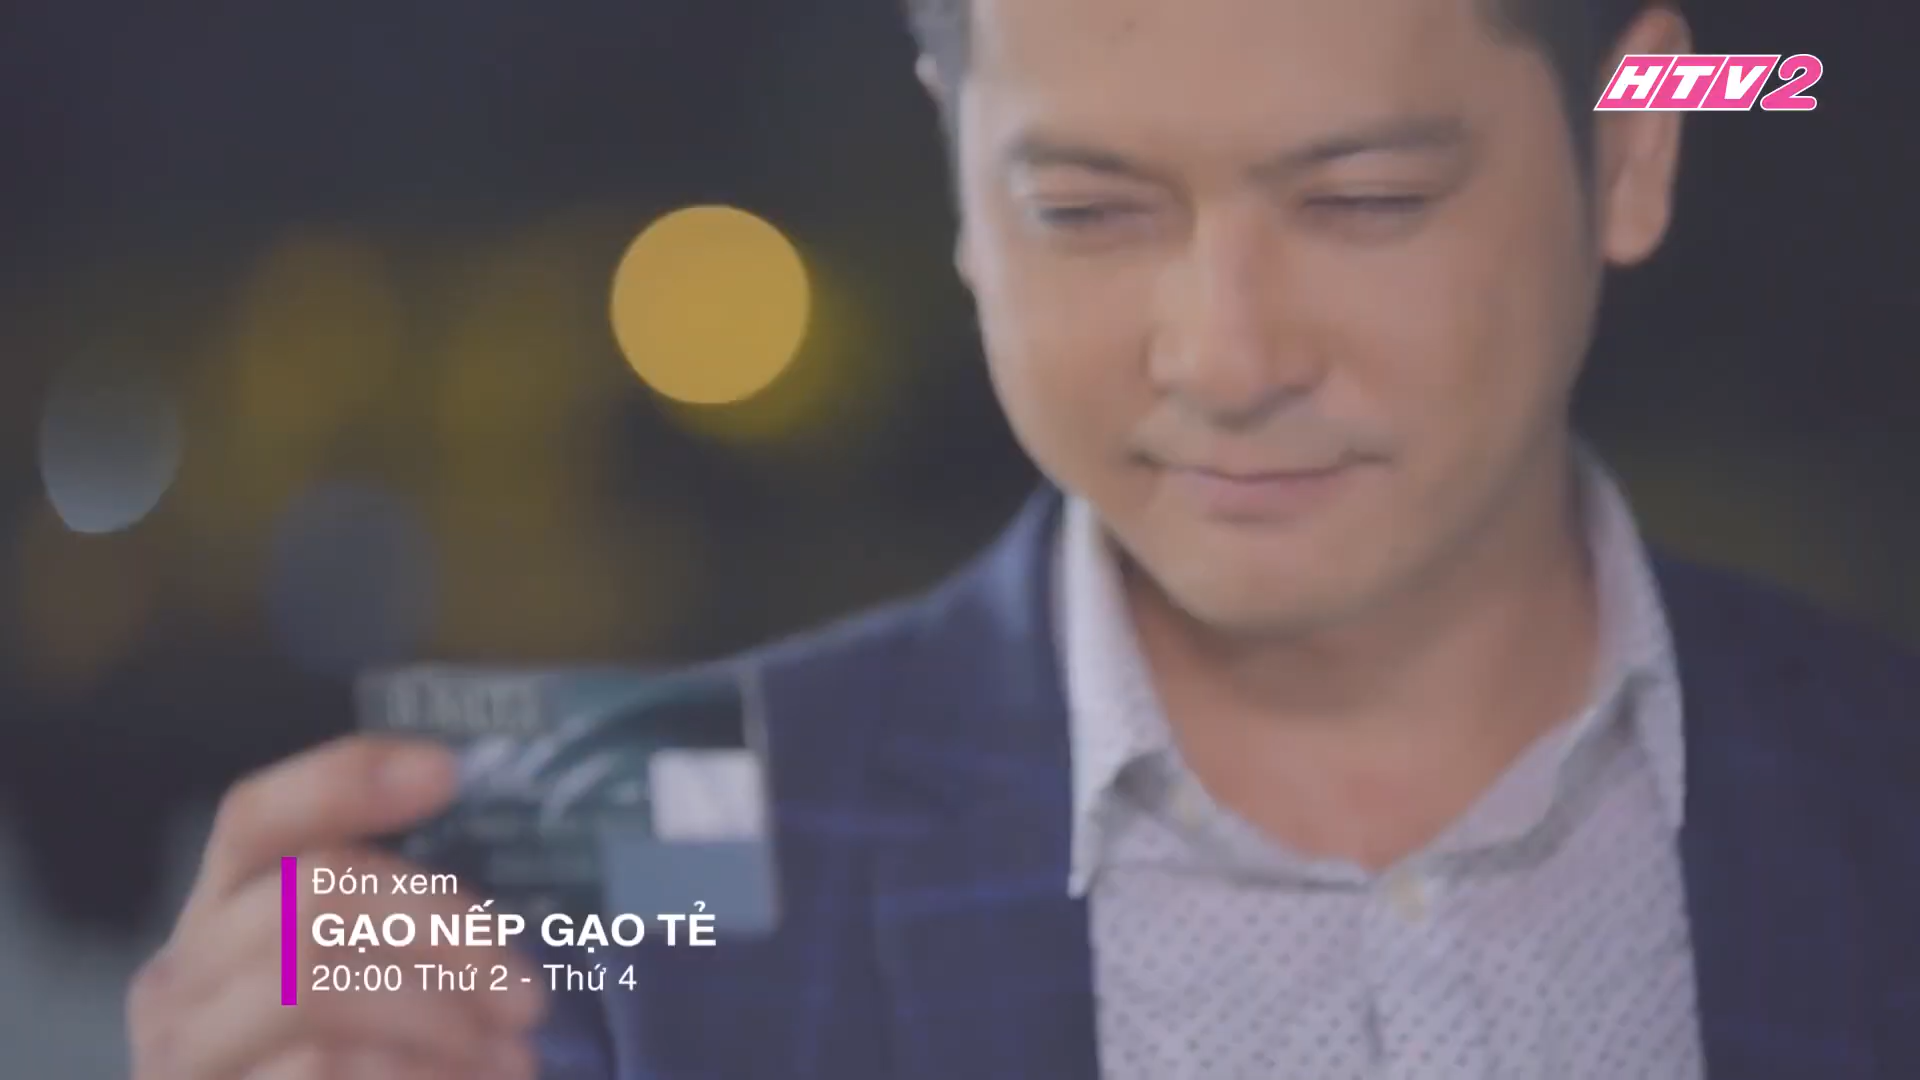 HTV2
Đón xem
GẠO NẾP GẠO TẺ
20:00 Thứ 2 - Thứ 4